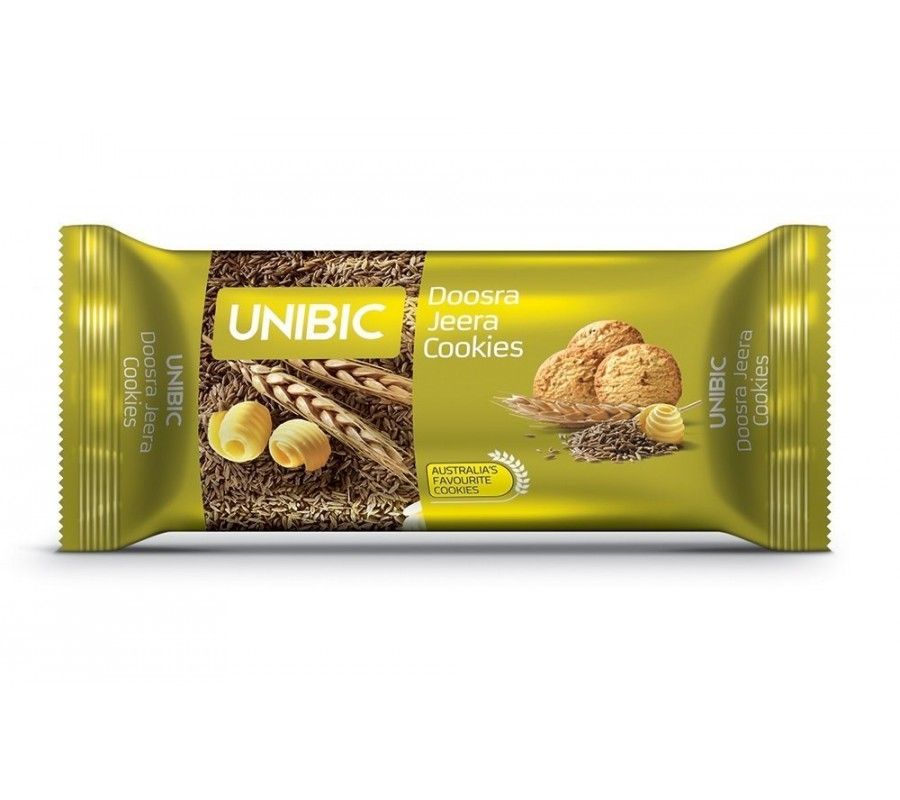 UNIBIC
Doosra Jeera
Cookies
UNIBIC
Doosra
Jeera
Cookies
AUSTRALIA'S
FAVOURITE
COOKIES
UNIBIC
Doosra Jeera
Cookies